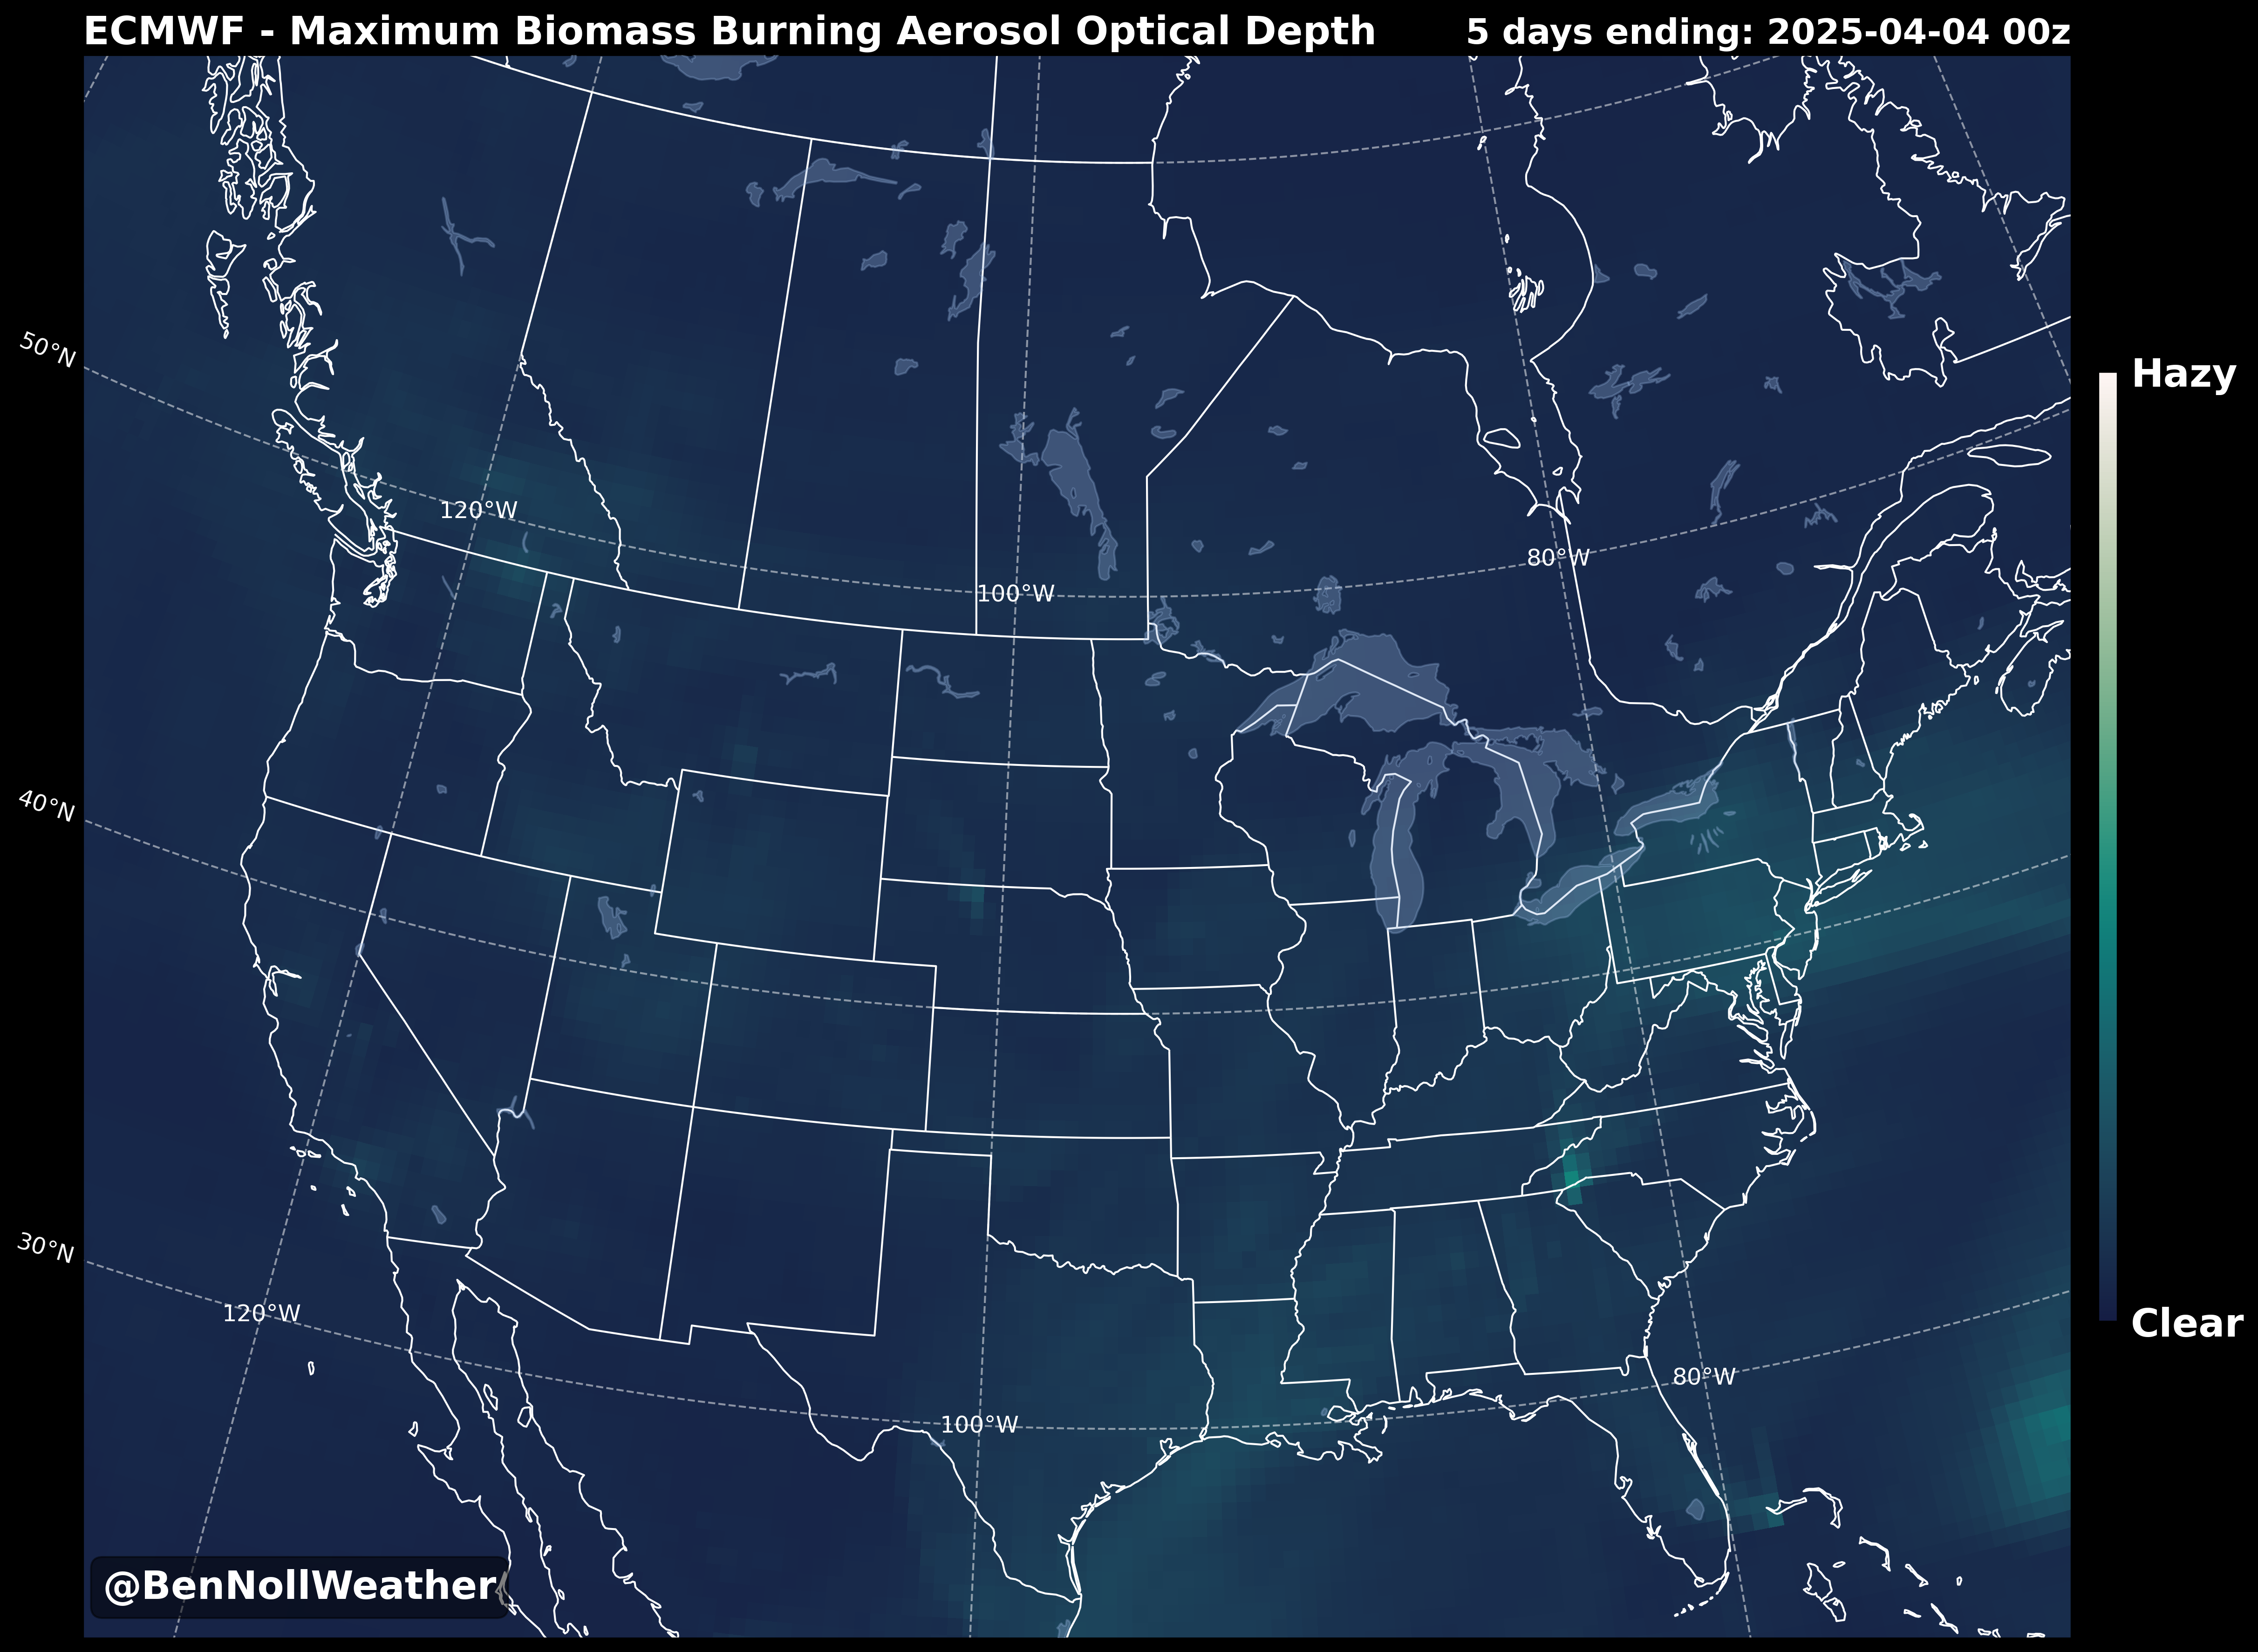 ECMWF - Maximum Biomass Burning Aerosol Optical Depth
5 days ending: 2025-04-04 00z
50°N
Hazy
120°W
80°W
100°W
40°N
30°N
120°W
Clear
80°W
100°W
@BenNollWeather